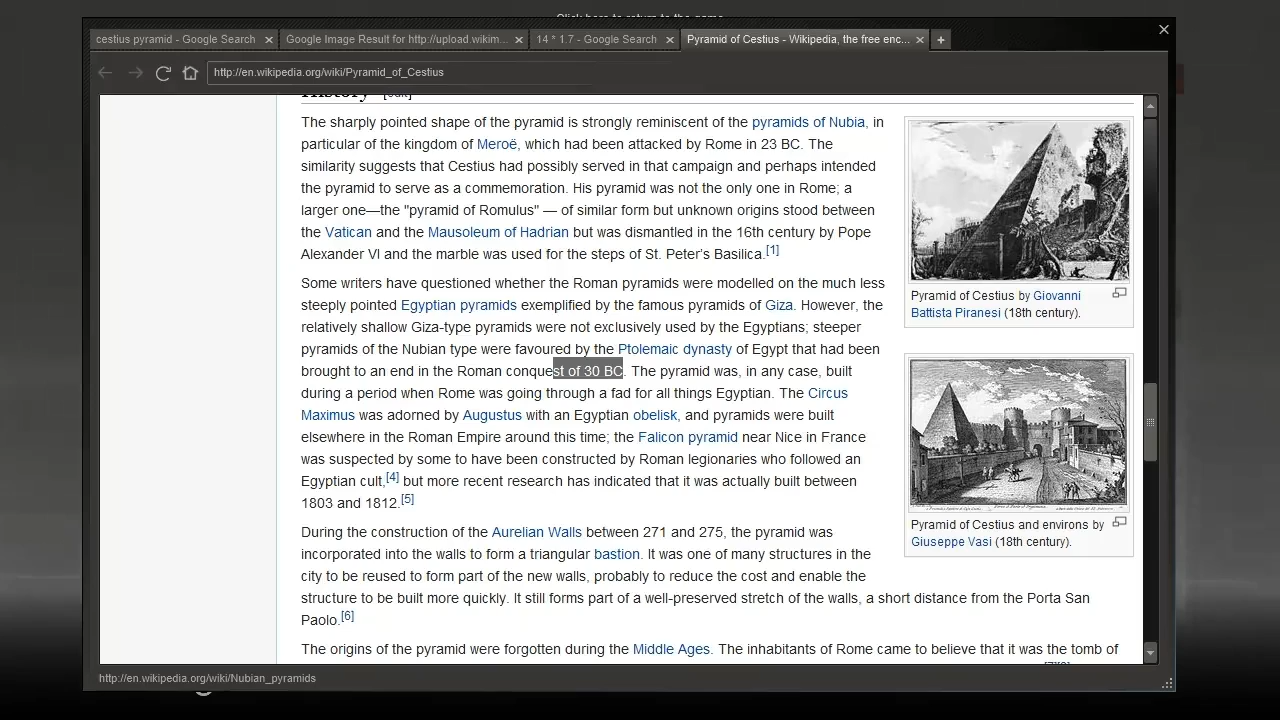 Click here to return to the game
cestius pyramid - Google Search
Google Image Result for http://upload.wikim...
14 * 1.7 - Google Search
Pyramid of Cestius - Wikipedia, the free enc...
http://en.wikipedia.org/wiki/Pyramid_of_Cestius
History [edit]
The sharply pointed shape of the pyramid is strongly reminiscent of the pyramids of Nubia, in
particular of the kingdom of Meroë, which had been attacked by Rome in 23 BC. The
similarity suggests that Cestius had possibly served in that campaign and perhaps intended
the pyramid to serve as a commemoration. His pyramid was not the only one in Rome; a
larger one—the "pyramid of Romulus" — of similar form but unknown origins stood between
the Vatican and the Mausoleum of Hadrian but was dismantled in the 16th century by Pope
Alexander VI and the marble was used for the steps of St. Peter's Basilica.[1]
Some writers have questioned whether the Roman pyramids were modelled on the much less
steeply pointed Egyptian pyramids exemplified by the famous pyramids of Giza. However, the
relatively shallow Giza-type pyramids were not exclusively used by the Egyptians; steeper
pyramids of the Nubian type were favoured by the Ptolemaic dynasty of Egypt that had been
brought to an end in the Roman conquest of 30 BC. The pyramid was, in any case, built
during a period when Rome was going through a fad for all things Egyptian. The Circus
Maximus was adorned by Augustus with an Egyptian obelisk, and pyramids were built
elsewhere in the Roman Empire around this time; the Falicon pyramid near Nice in France
was suspected by some to have been constructed by Roman legionaries who followed an
Egyptian cult,[4] but more recent research has indicated that it was actually built between
1803 and 1812.[5]
During the construction of the Aurelian Walls between 271 and 275, the pyramid was
incorporated into the walls to form a triangular bastion. It was one of many structures in the
city to be reused to form part of the new walls, probably to reduce the cost and enable the
structure to be built more quickly. It still forms part of a well-preserved stretch of the walls, a short distance from the Porta San
Paolo.[6]
The origins of the pyramid were forgotten during the Middle Ages. The inhabitants of Rome came to believe that it was the tomb of
Pyramid of Cestius by Giovanni
Battista Piranesi (18th century).
Pyramid of Cestius and environs by
Giuseppe Vasi (18th century).
http://en.wikipedia.org/wiki/Nubian_pyramids